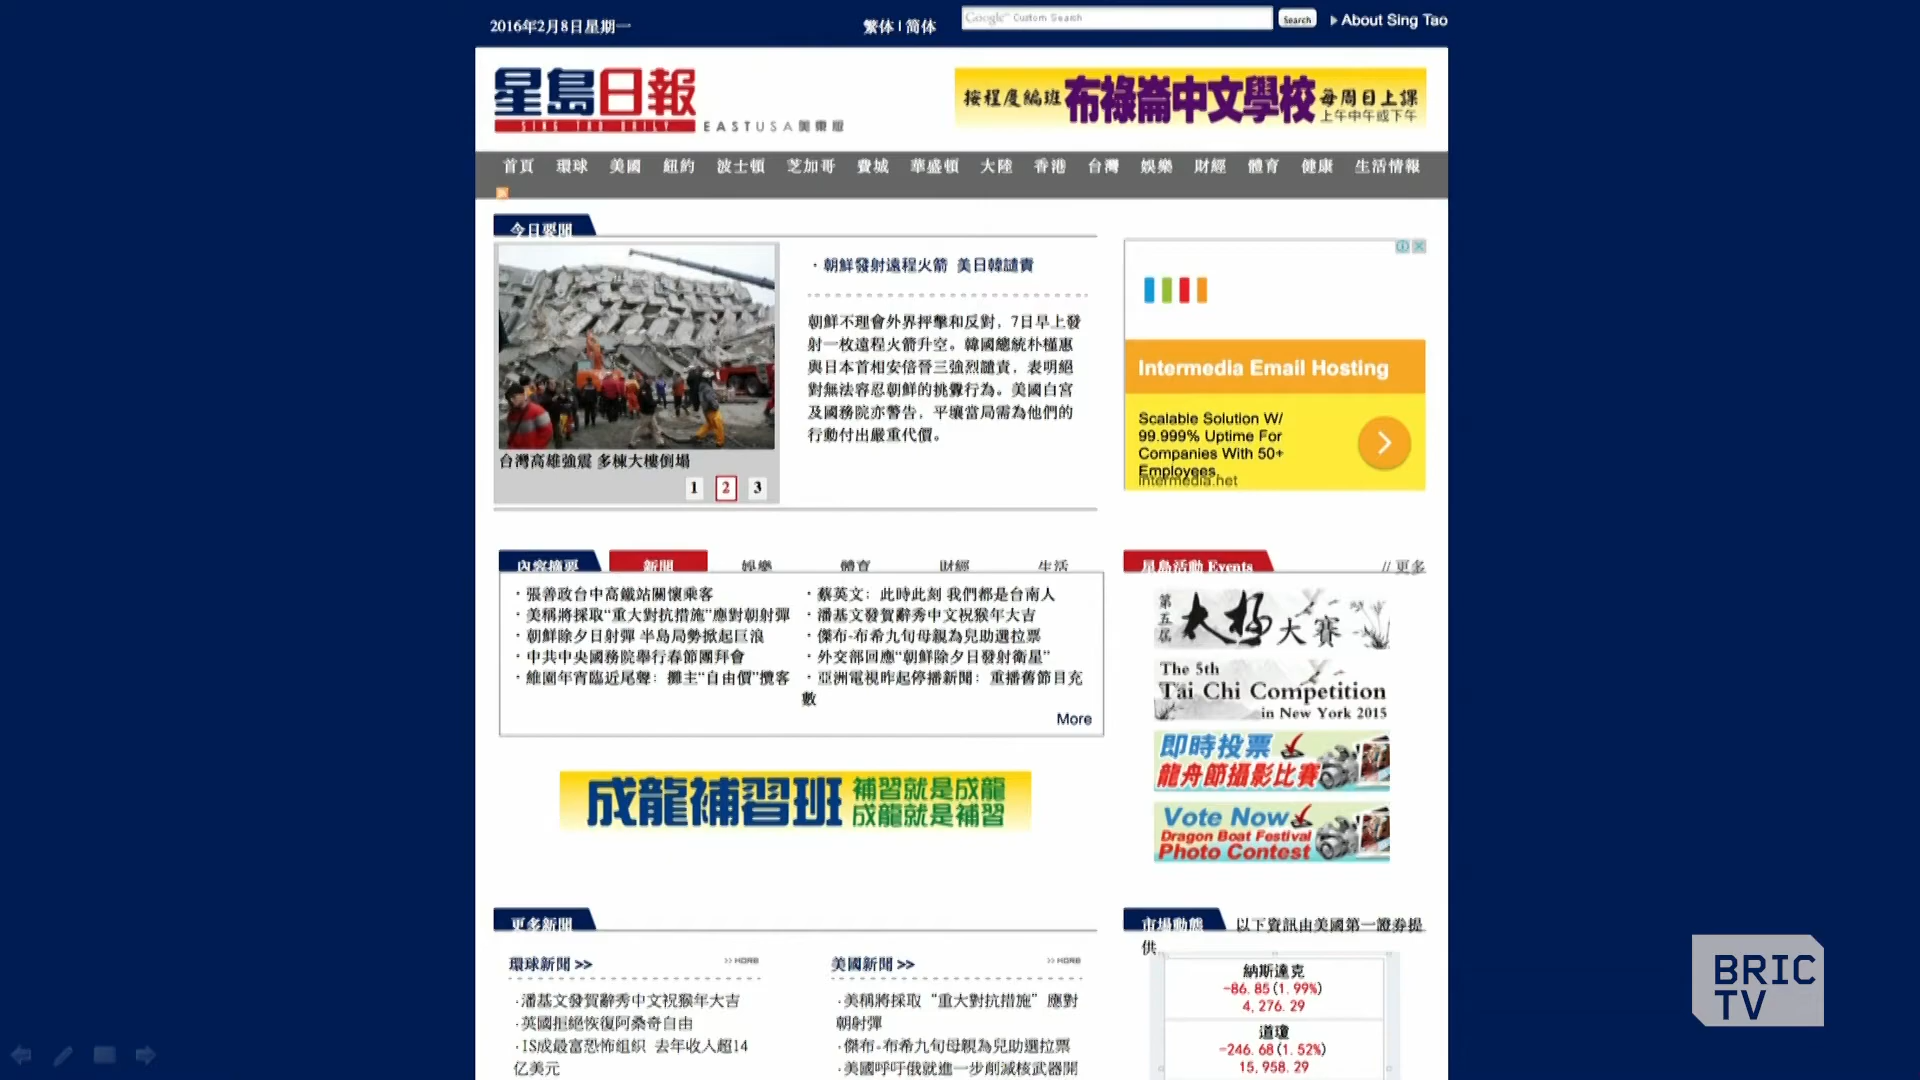 2016年2月8日星期一
繁体 | 简体
Google Custom Search
Search
About Sing Tao
星島日報
SING TAO DAILY
EASTUSA美東版
按程度編班 布祿崙中文學校 每周日上課
上午中午或下午
首頁 環球 美國 紐約 波士頓 芝加哥 費城 華盛頓 大陸 香港 台灣 娛樂 財經 體育 健康 生活情報
今日要聞
台灣高雄強震 多棟大樓倒塌
1 2 3
· 朝鮮發射遠程火箭 美日韓譴責
朝鮮不理會外界抨擊和反對，7日早上發
射一枚遠程火箭升空。韓國總統朴槿惠
與日本首相安倍晉三強烈譴責，表明絕
對無法容忍朝鮮的挑釁行為。美國白宮
及國務院亦警告，平壤當局需為他們的
行動付出嚴重代價。
Intermedia Email Hosting
Scalable Solution W/
99.999% Uptime For
Companies With 50+
Employees.
intermedia.net
內容摘要 新聞 娛樂 體育 財經 生活
· 張善政台中高鐵站關懷乘客
· 美稱將採取“重大對抗措施”應對朝射彈
· 朝鮮除夕日射彈 半島局勢掀起巨浪
· 中共中央國務院舉行春節團拜會
· 維園年宵臨近尾聲：攤主“自由價”攬客
· 蔡英文：此時此刻 我們都是台南人
· 潘基文發賀辭秀中文祝猴年大吉
· 傑布-布希九旬母親為兒助選拉票
· 外交部回應“朝鮮除夕日發射衛星”
· 亞洲電視昨起停播新聞：重播舊節目充
數
More
星島活動 Events
// 更多
第五屆 太極大賽
The 5th
Tai Chi Competition
in New York 2015
即時投票
龍舟節攝影比賽
Vote Now
Dragon Boat Festival
Photo Contest
成龍補習班 補習就是成龍
成龍就是補習
更多新聞
環球新聞 >>
>> MORE
·潘基文發賀辭秀中文祝猴年大吉
·英國拒絕恢復阿桑奇自由
·IS成最富恐怖組織 去年收入超14
亿美元
美國新聞 >>
>> MORE
·美稱將採取“重大對抗措施”應對
朝射彈
·傑布-布希九旬母親為兒助選拉票
·美國呼吁俄就進一步削減核武器開
市場動態 以下資訊由美國第一證券提
供
納斯達克
-86.85(1.99%)
4,276.29
道瓊
-246.68(1.52%)
15,958.29
BRIC
TV